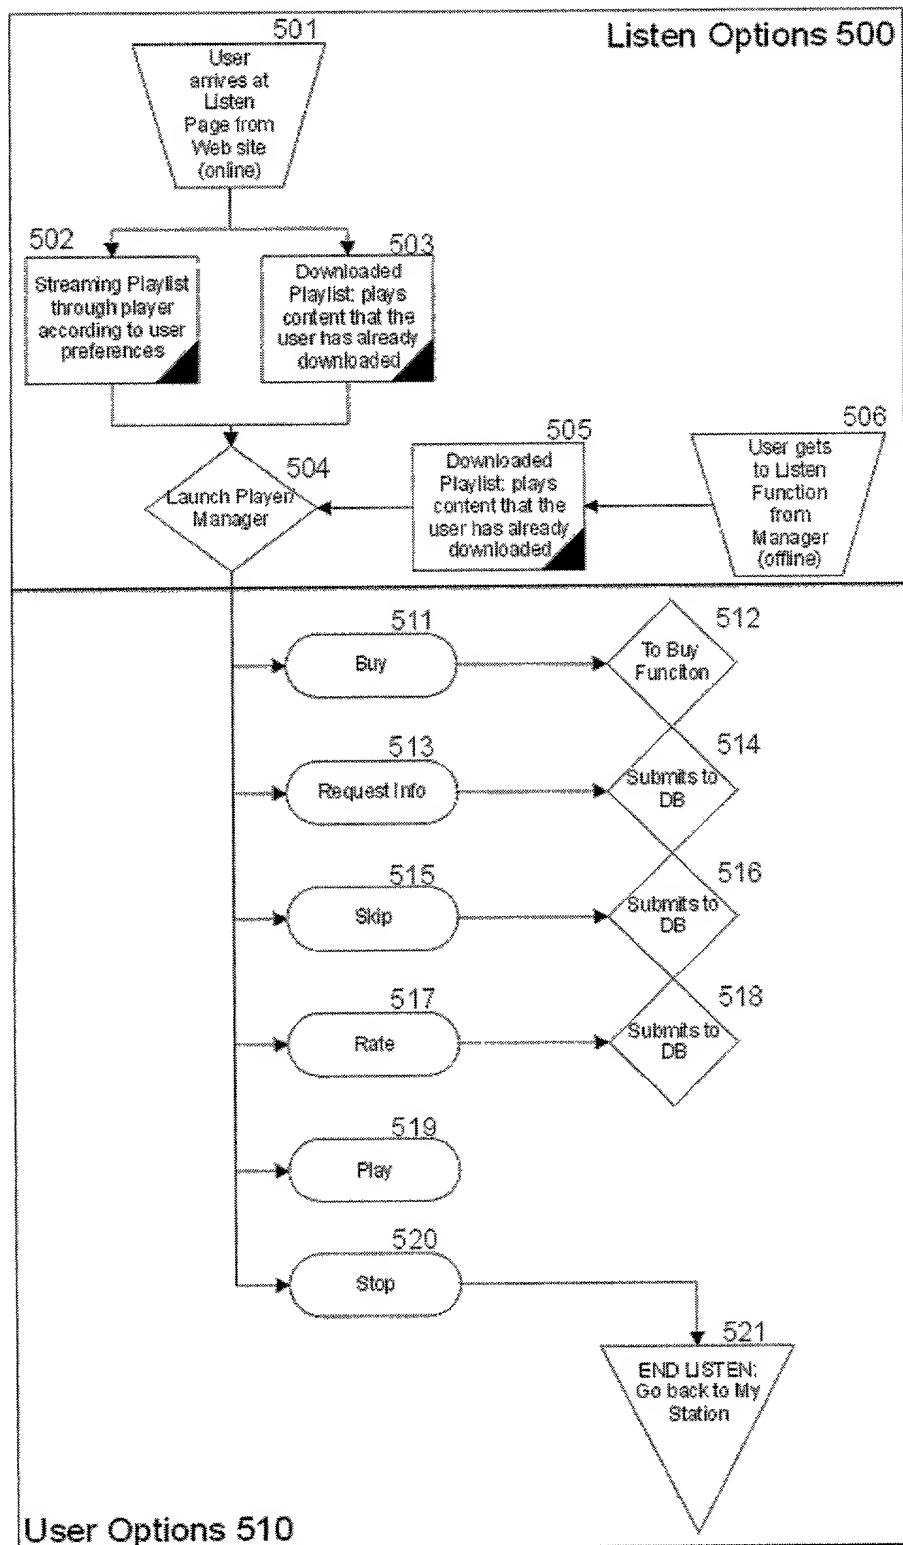 Listen Options 500
501
User
arrives at
Listen
Page from
Web site
(online)
502
Streaming Playlist
through player
according to user
preferences
503
Downloaded
Playlist: plays
content that the
user has already
downloaded
504
Launch Player/
Manager
505
Downloaded
Playlist: plays
content that the
user has already
downloaded
506
User gets
to Listen
Function
from
Manager
(offline)
511
Buy
512
To Buy
Funciton
513
Request Info
514
Submits to
DB
515
Skip
516
Submits to
DB
517
Rate
518
Submits to
DB
519
Play
520
Stop
521
END LISTEN:
Go back to My
Station
User Options 510